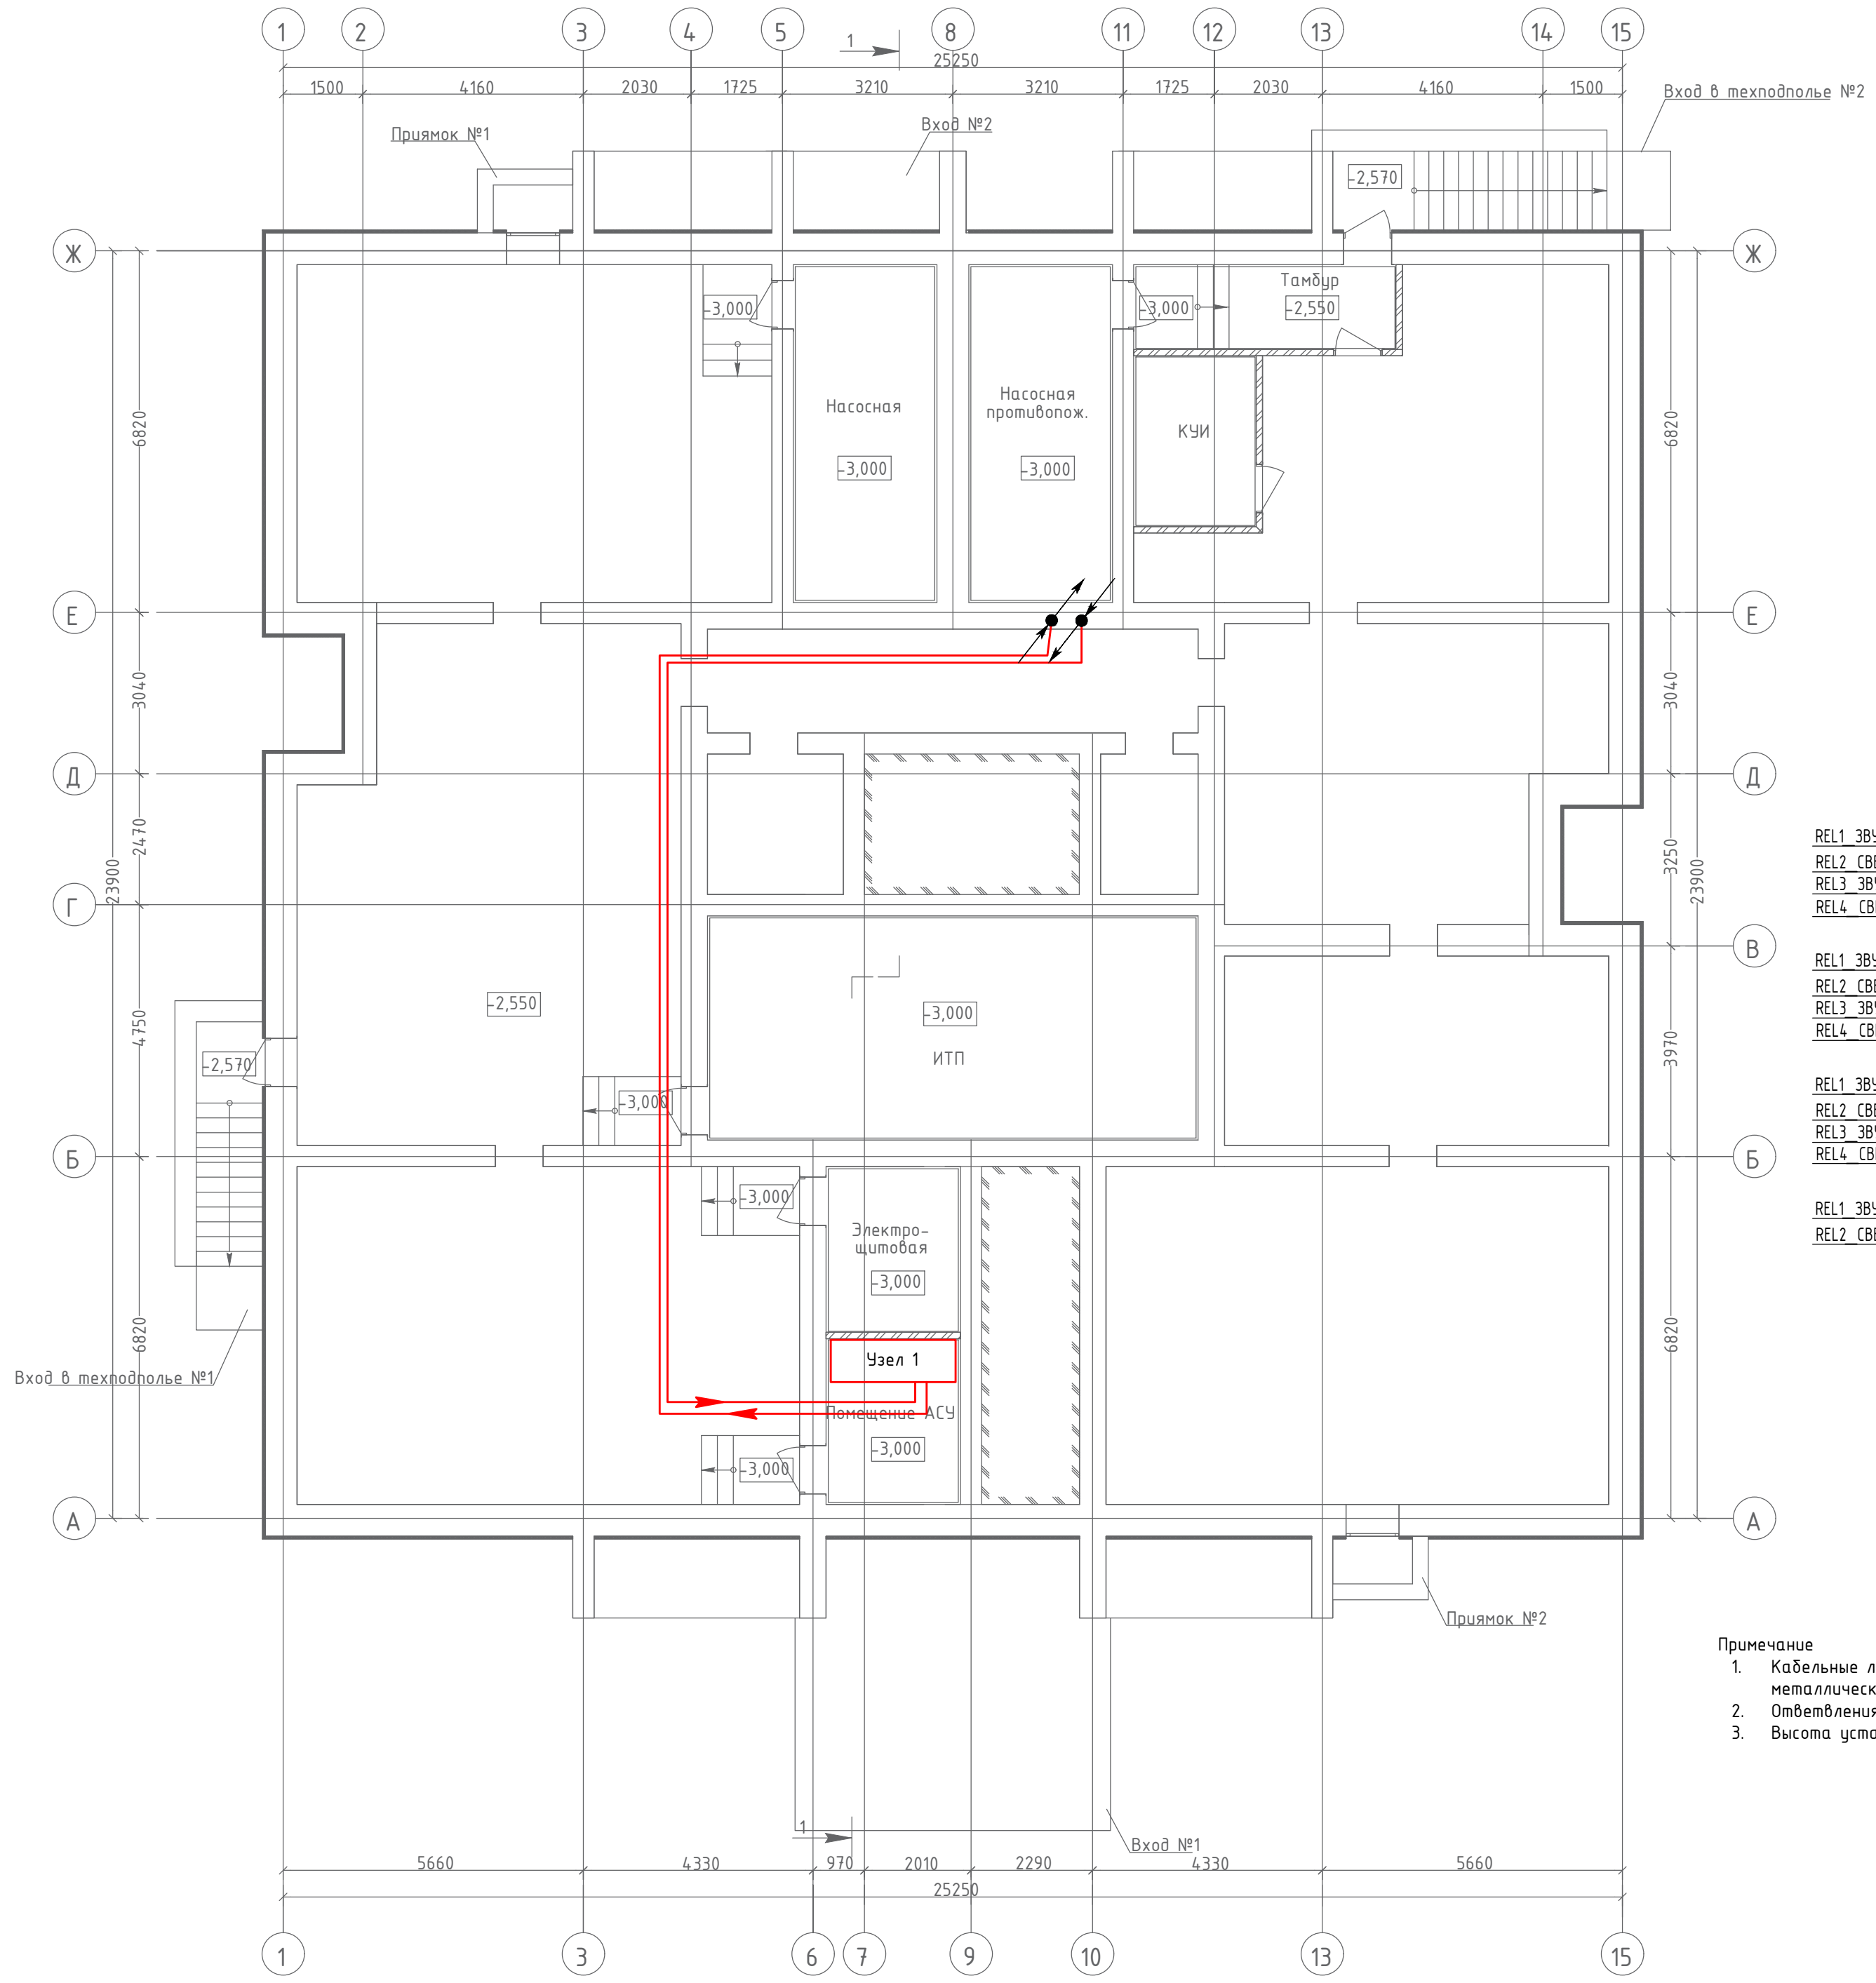 1 2 3 4 5 8 11 12 13 14 15
1
25250
1500 4160 2030 1725 3210 3210 1725 2030 4160 1500
Вход в техподполье №2
Приямок №1
Вход №2
-2,570
Ж Ж
-3,000
-3,000
Тамбур
-2,550
6820
Насосная
-3,000
Насосная
противопож.
-3,000
КУИ
6820
Е Е
3040
3040
Д Д
2470
23900
3250
23900
Г
В
4750
-2,550
-3,000
ИТП
3970
-2,570
-3,000
Б Б
-3,000
Электро-
щитовая
-3,000
6820
6820
Вход в техподполье №1
Узел 1
Помещение АСУ
-3,000
-3,000
А А
Приямок №2
1
Вход №1
5660 4330 970 2010 2290 4330 5660
25250
1 3 6 7 9 10 13 15
REL1_ЗВ
REL2_СВ
REL3_ЗВ
REL4_СВ
REL1_ЗВ
REL2_СВ
REL3_ЗВ
REL4_СВ
REL1_ЗВ
REL2_СВ
REL3_ЗВ
REL4_СВ
REL1_ЗВ
REL2_СВ
Примечание
1. Кабельные л
металлическ
2. Ответвления
3. Высота уста